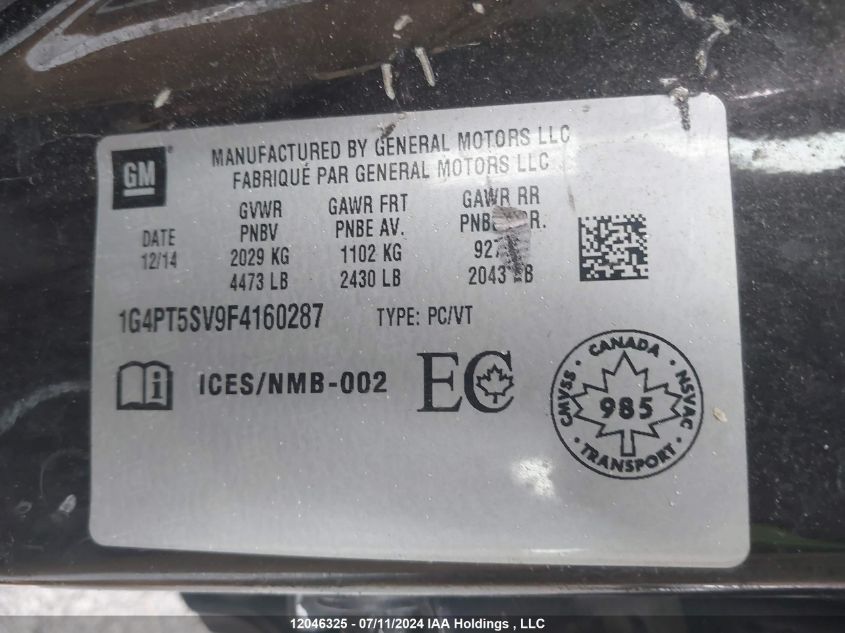 GM
MANUFACTURED BY GENERAL MOTORS LLC
FABRIQUÉ PAR GENERAL MOTORS LLC
DATE
12/14
GVWR
PNBV
2029 KG
4473 LB
GAWR FRT
PNBE AV.
1102 KG
2430 LB
GAWR RR
2043
1G4PT5SV9F4160287
TYPE: PC/VT
i
ICES/NMB-002
EC
CANADA
CMVSS
985
NSVAC
TRANSPORT
12046325 - 07/11/2024 IAA Holdings , LLC